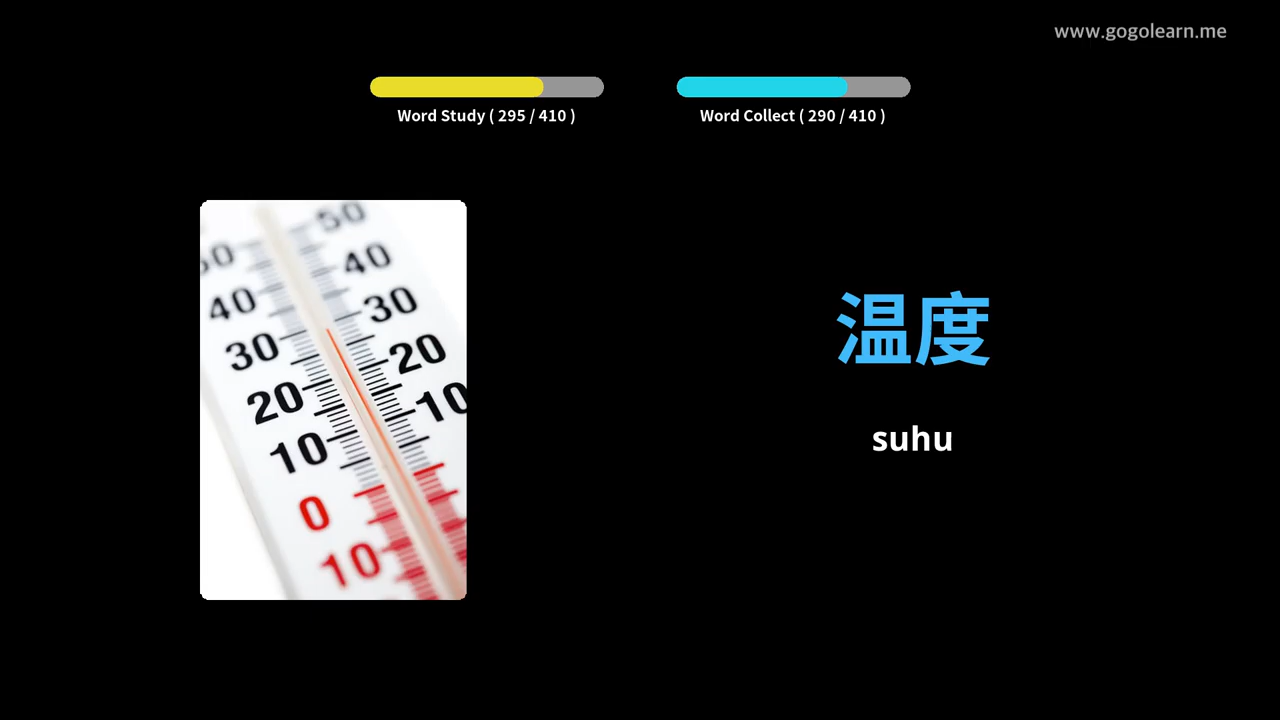 www.gogolearn.me
Word Study ( 295 / 410 )
Word Collect ( 290 / 410 )
50
50
40
40
30
30
20
20
10
10
0
10
温度
suhu